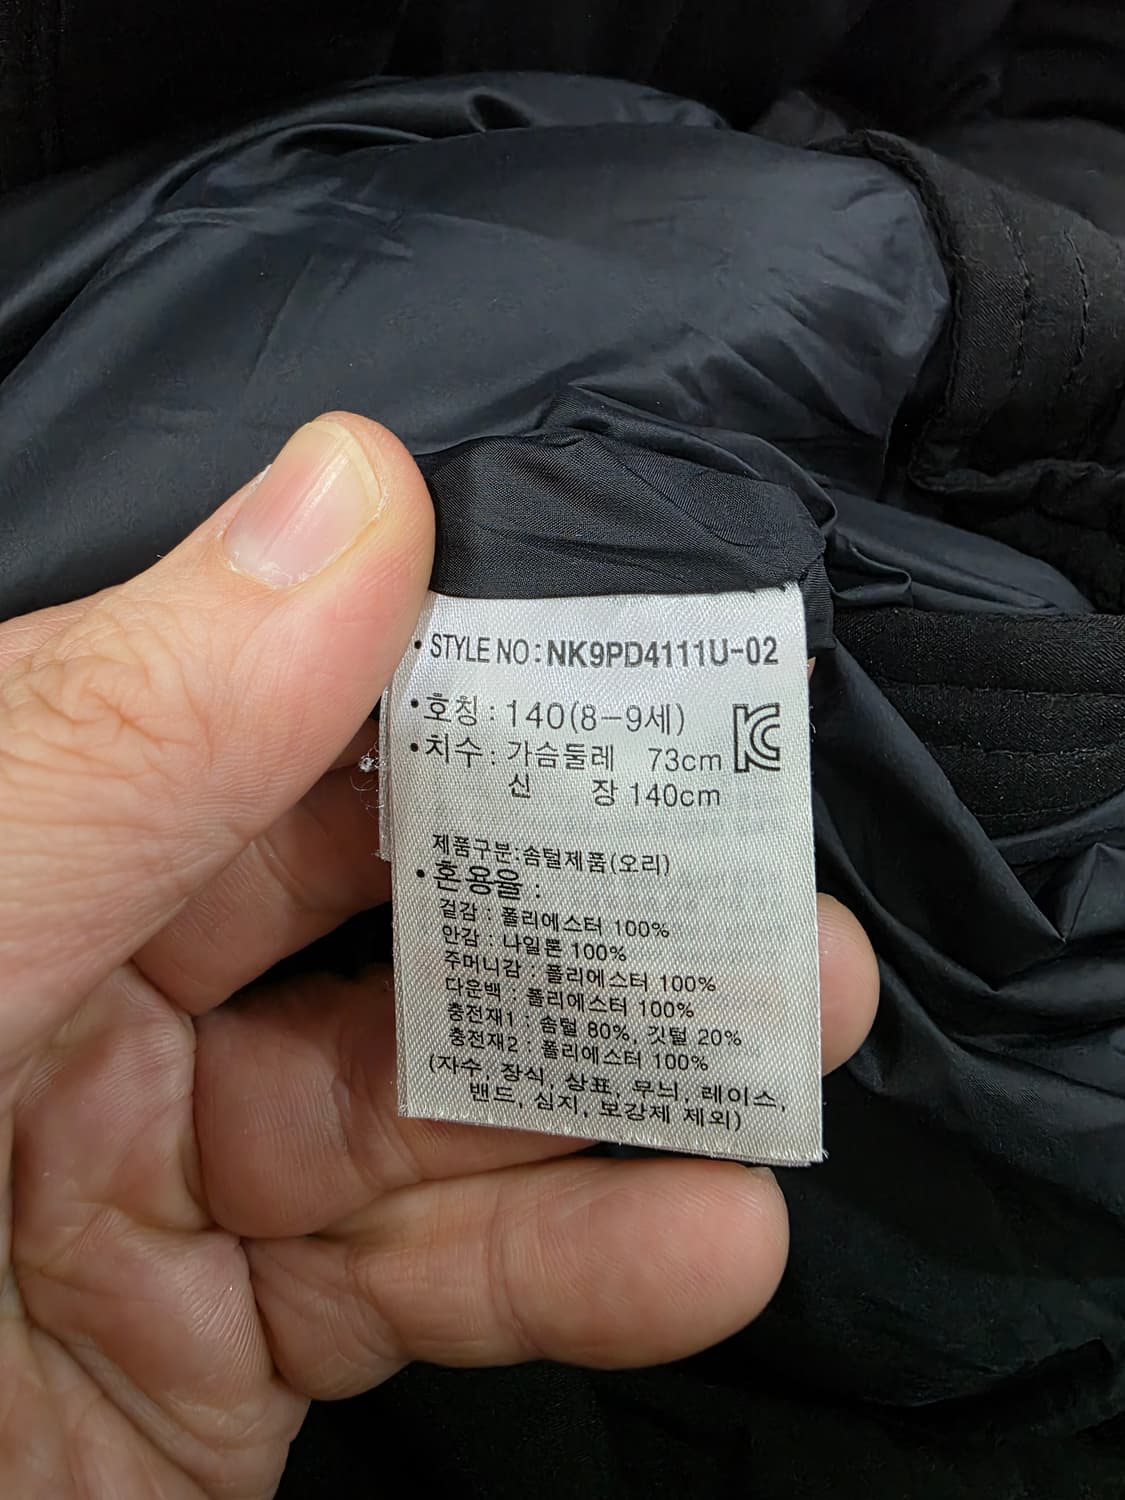 • STYLE NO : NK9PD4111U-02
• 호칭 : 140(8-9세)
• 치수 : 가슴둘레 73cm
신 장 140cm
제품구분:솜털제품(오리)
• 혼용율 :
겉감 : 폴리에스터 100%
안감 : 나일론 100%
주머니감 : 폴리에스터 100%
다운백 : 폴리에스터 100%
충전재1 : 솜털 80%, 깃털 20%
충전재2 : 폴리에스터 100%
(자수, 장식, 상표, 무늬, 레이스,
밴드, 심지, 보강제 제외)